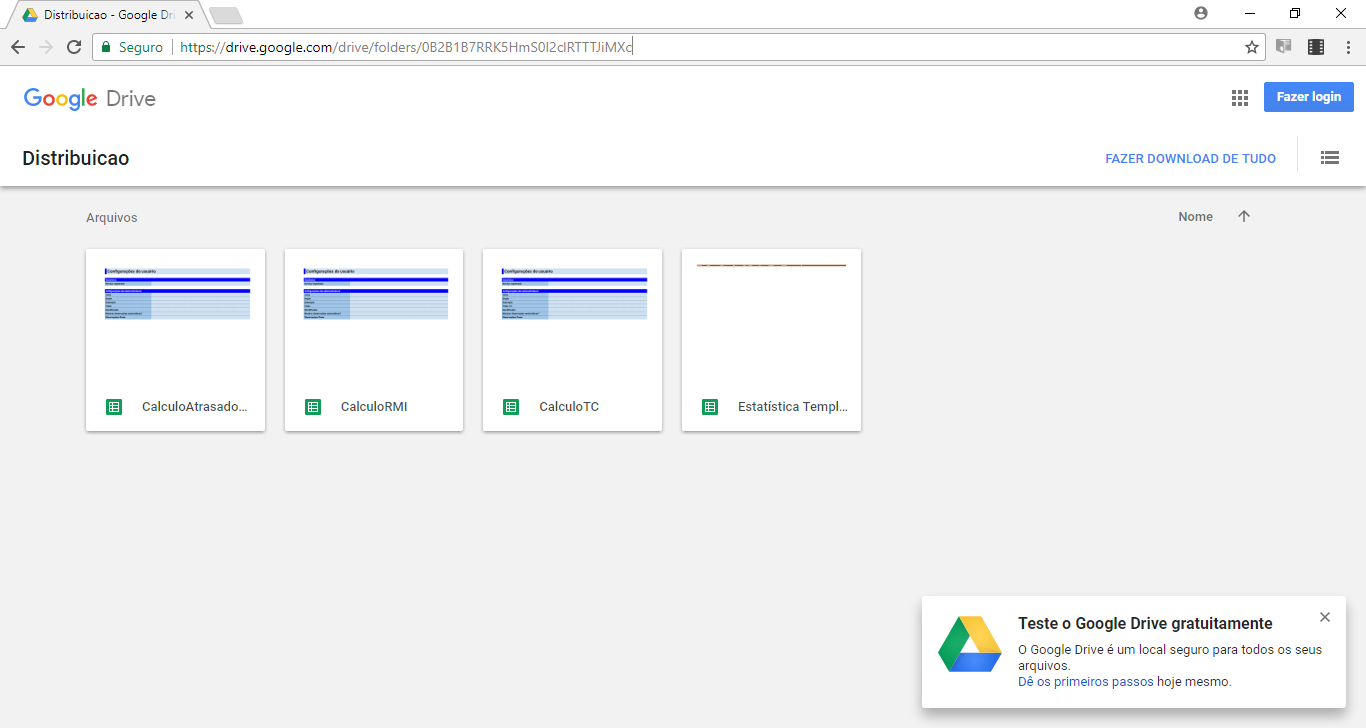 Distribuicao - Google Dri
Seguro
https://drive.google.com/drive/folders/0B2B1B7RRK5HmS0l2clRTTTJiMXc
Google Drive
Fazer login
Distribuicao
FAZER DOWNLOAD DE TUDO
Arquivos
Nome
Configurações do usuário
Configurações do usuário
Configurações do usuário
CalculoAtrasado...
CalculoRMI
CalculoTC
Estatística Templ...
Teste o Google Drive gratuitamente
O Google Drive é um local seguro para todos os seus
arquivos.
Dê os primeiros passos hoje mesmo.